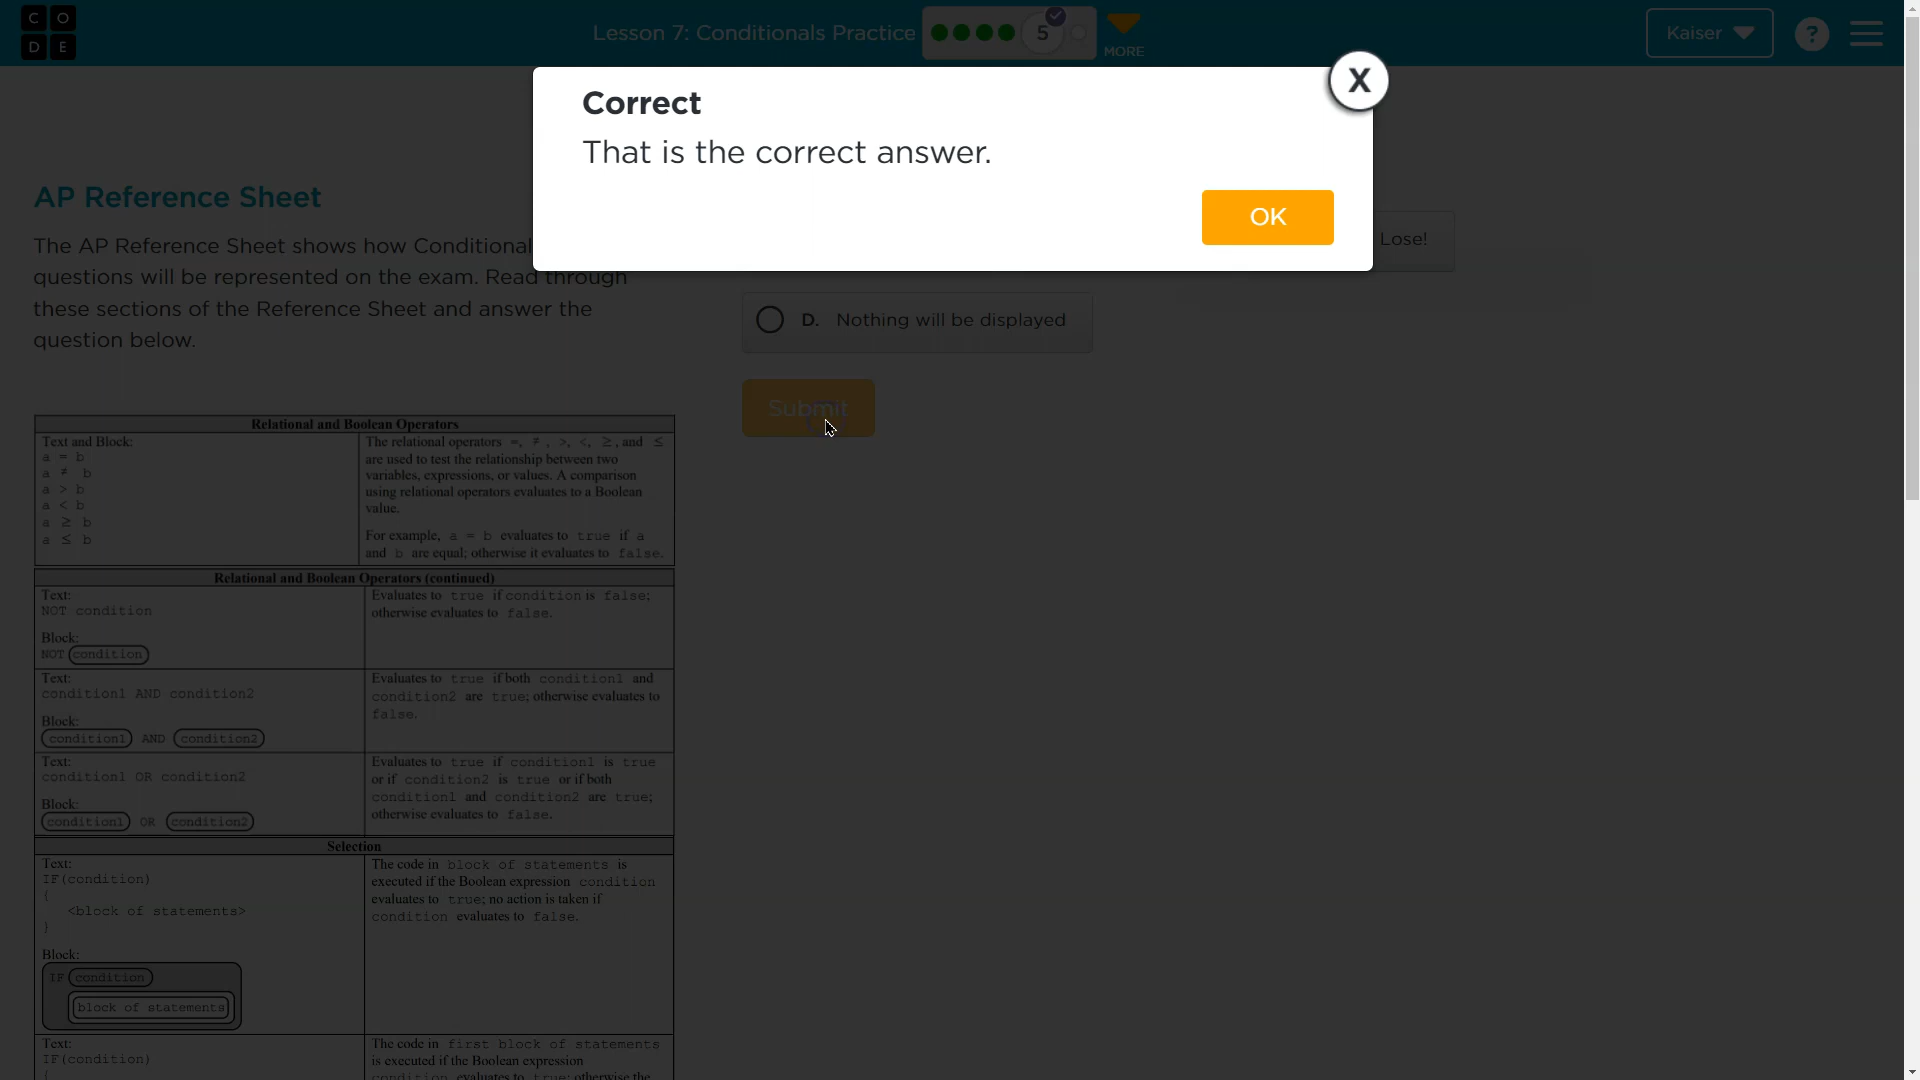 C O
D E
Lesson 7: Conditionals Practice
5
MORE
Kaiser
?
X
Correct
That is the correct answer.
OK
AP Reference Sheet
The AP Reference Sheet shows how Conditional
questions will be represented on the exam. Read through
these sections of the Reference Sheet and answer the
question below.
Lose!
D. Nothing will be displayed
Submit
Relational and Boolean Operators
Text and Block:
a = b
a ≠ b
a > b
a < b
a ≥ b
a ≤ b
The relational operators =, ≠, >, <, ≥, and ≤
are used to test the relationship between two
variables, expressions, or values. A comparison
using relational operators evaluates to a Boolean
value.
For example, a = b evaluates to true if a
and b are equal; otherwise it evaluates to false.
Relational and Boolean Operators (continued)
Text:
NOT condition
Block:
NOT condition
Evaluates to true if condition is false;
otherwise evaluates to false.
Text:
condition1 AND condition2
Block:
condition1 AND condition2
Evaluates to true if both condition1 and
condition2 are true; otherwise evaluates to
false.
Text:
condition1 OR condition2
Block:
condition1 OR condition2
Evaluates to true if condition1 is true
or if condition2 is true or if both
condition1 and condition2 are true;
otherwise evaluates to false.
Selection
Text:
IF(condition)
{
<block of statements>
}
Block:
IF condition
block of statements
The code in block of statements is
executed if the Boolean expression condition
evaluates to true; no action is taken if
condition evaluates to false.
Text:
IF(condition)
{
The code in first block of statements
is executed if the Boolean expression
condition evaluates to true; otherwise the